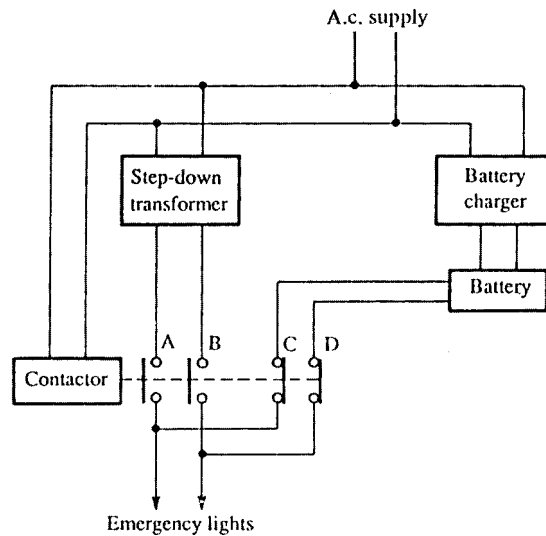 A.c. supply
Step-down
transformer
Battery
charger
Battery
A
B
C
D
Contactor
Emergency lights